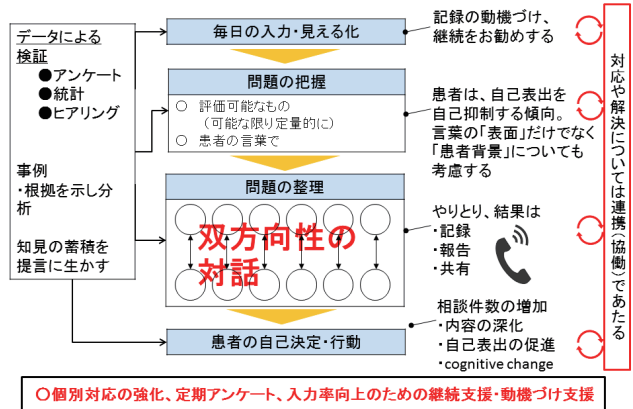 データによる
検証
●アンケート
●統計
●ヒアリング
事例
・根拠を示し分
析
知見の蓄積を
提言に生かす
毎日の入力・見える化
問題の把握
○ 評価可能なもの
(可能な限り定量的に)
○ 患者の言葉で
問題の整理
双方向性の
対話
患者の自己決定・行動
記録の動機づけ、
継続をお勧めする
患者は、自己表出を
自己抑制する傾向。
言葉の「表面」だけでなく
「患者背景」についても
考慮する
やりとり、結果は
・記録
・報告
・共有
相談件数の増加
・内容の深化
・自己表出の促進
・cognitive change
対応や解決については連携(協働)であたる
○個別対応の強化、定期アンケート、入力率向上のための継続支援・動機づけ支援